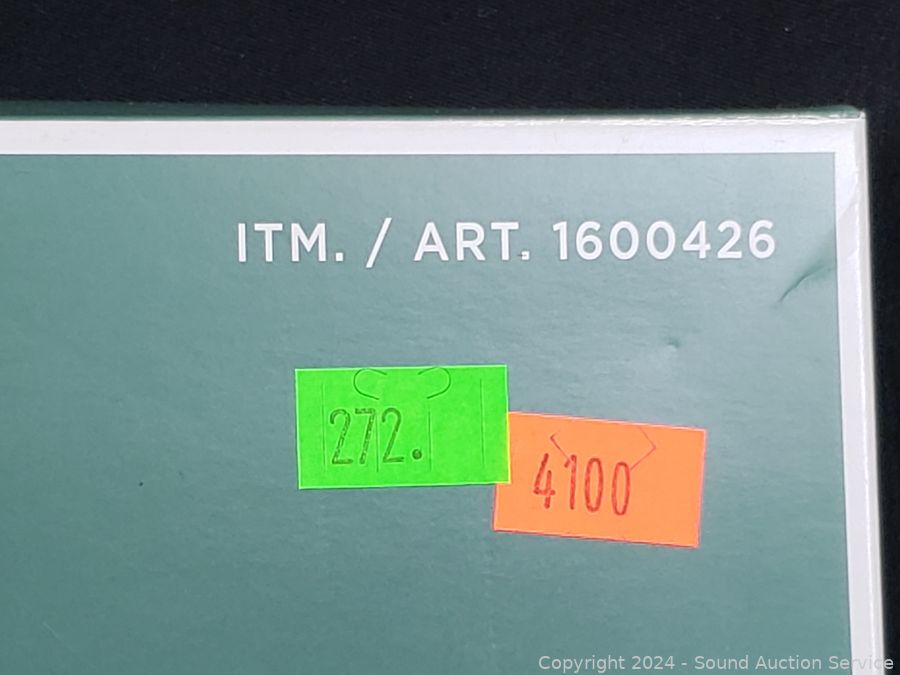 ITM. / ART. 1600426
272.
4100
Copyright 2024 - Sound Auction Service